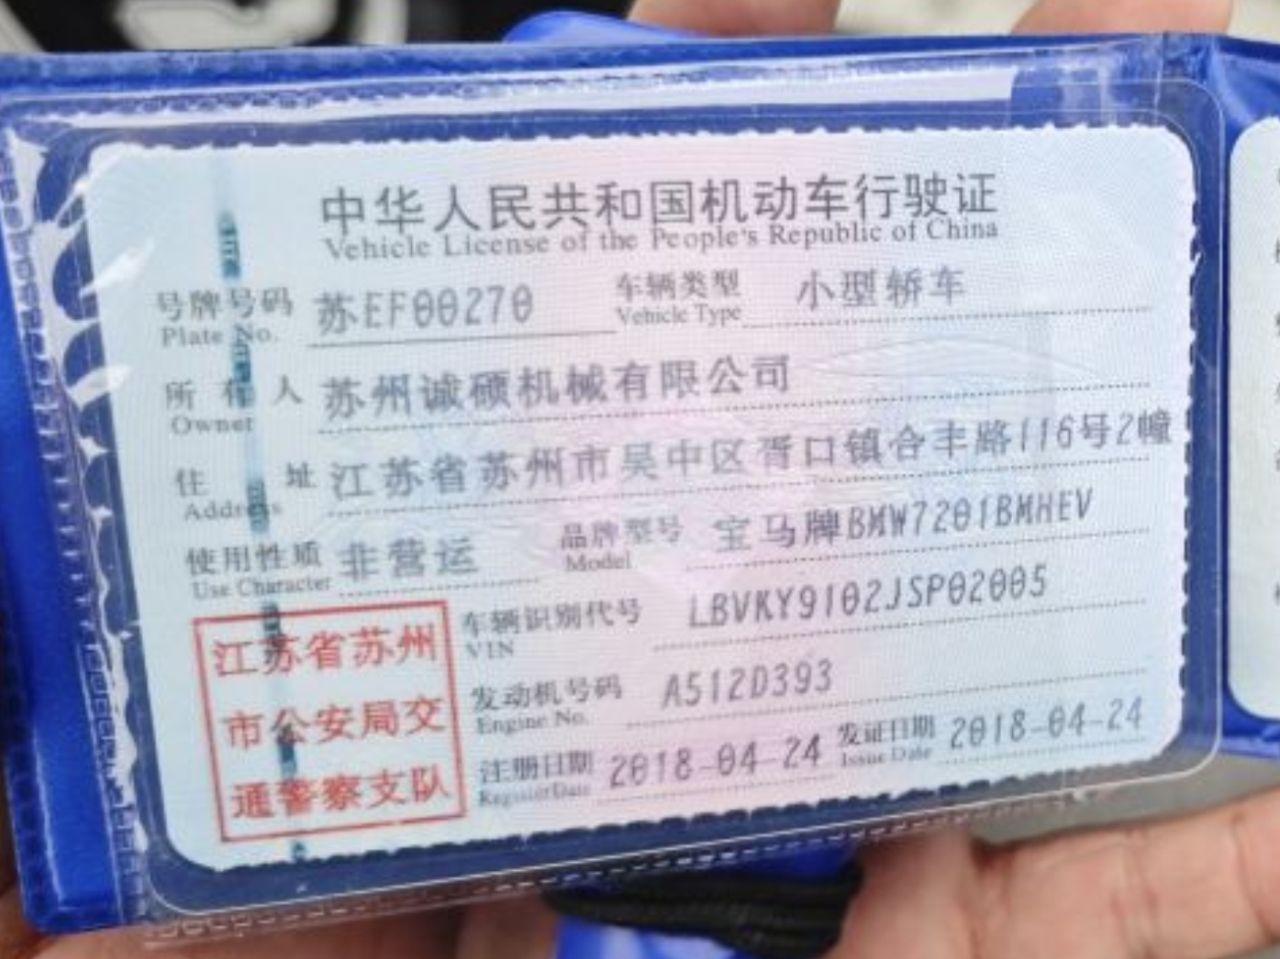 中华人民共和国机动车行驶证
Vehicle License of the People's Republic of China
号牌号码 苏EF00270 车辆类型 小型轿车
Plate No. Vehicle Type
所有人 苏州诚硕机械有限公司
Owner
住址 江苏省苏州市吴中区胥口镇合丰路116号2幢
Address
使用性质 非营运 品牌型号 宝马牌BMW7201BMHEV
Use Character Model
车辆识别代号 LBVKY9102JSP02005
VIN
发动机号码 A512D393
Engine No.
注册日期 2018-04-24 发证日期 2018-04-24
Register Date Issue Date
江苏省苏州
市公安局交
通警察支队